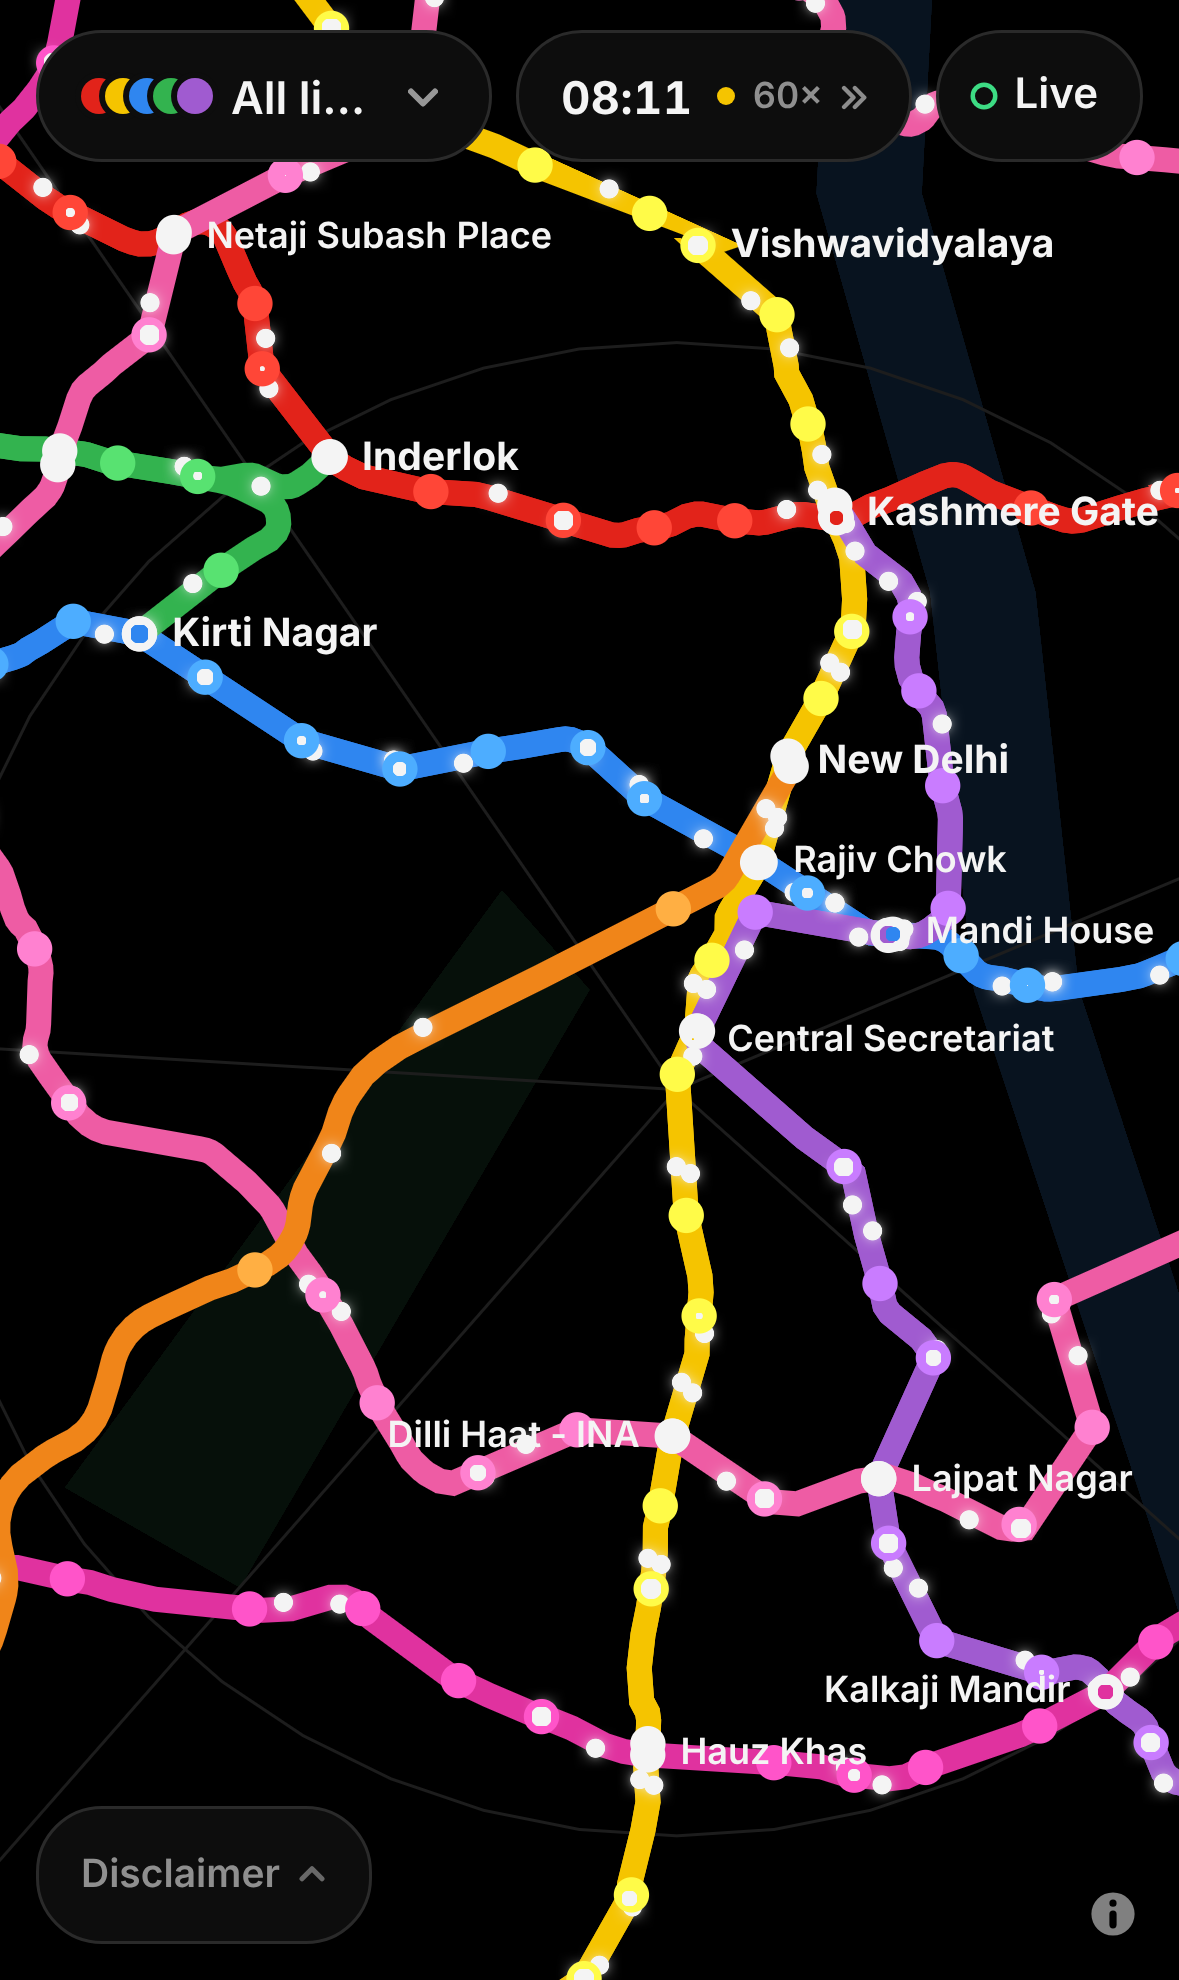 All li...
08:11
60×
Live
Netaji Subash Place
Vishwavidyalaya
Inderlok
Kashmere Gate
Kirti Nagar
New Delhi
Rajiv Chowk
Mandi House
Central Secretariat
Dilli Haat - INA
Lajpat Nagar
Kalkaji Mandir
Hauz Khas
Disclaimer